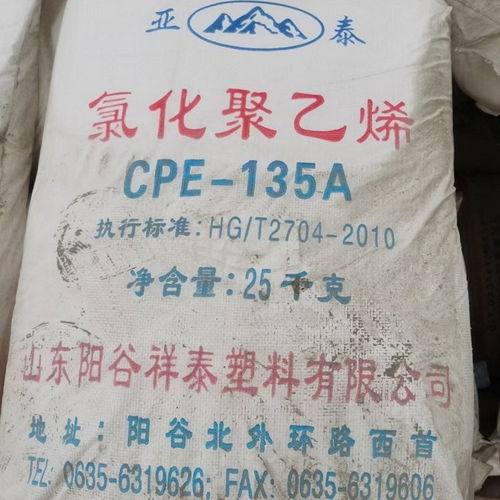 亚 泰
氯化聚乙烯
CPE-135A
执行标准:HG/T2704-2010
净含量:25千克
山东阳谷祥泰塑料有限公司
地址:阳谷北外环路西首
TEL: 0635-6319626; FAX: 0635-6319606